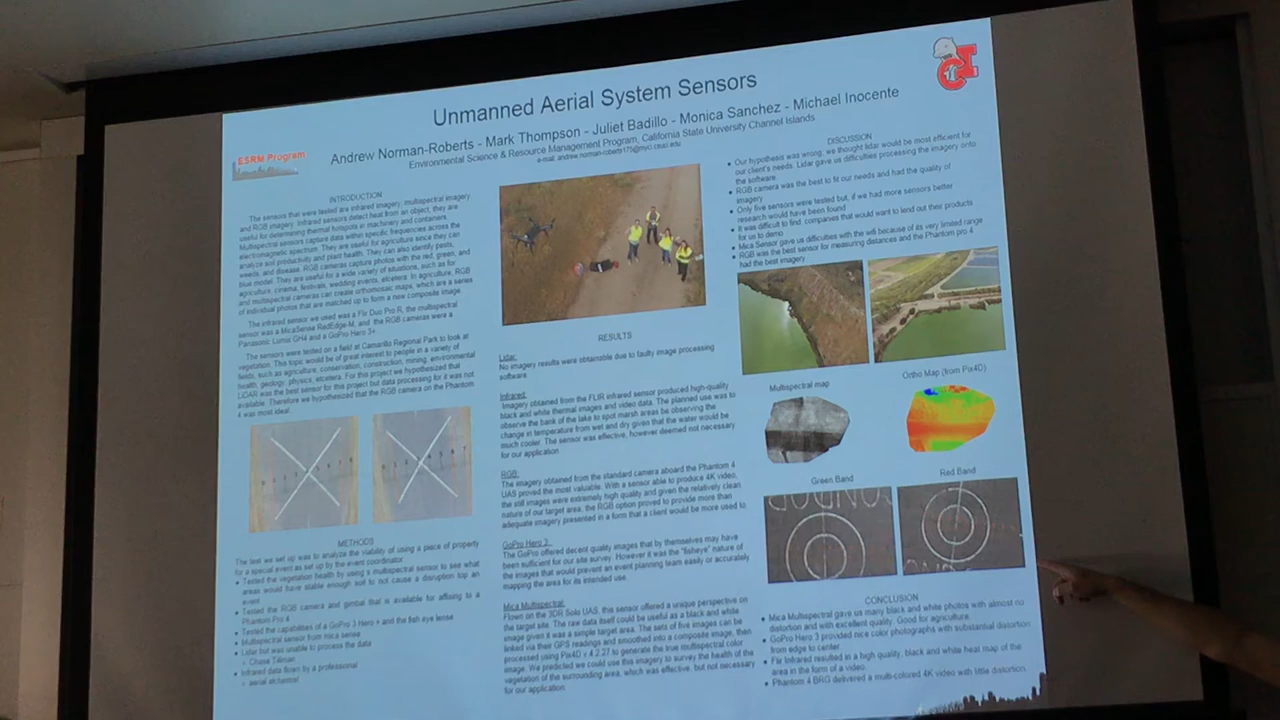 Unmanned Aerial System Sensors
Andrew Norman-Roberts - Mark Thompson - Juliet Badillo - Monica Sanchez - Michael Inocente
Environmental Science & Resource Management Program, California State University Channel Islands
e-mail: andrew.norman-roberts175@myci.csuci.edu
ESRM Program
CI
INTRODUCTION
The sensors that were tested are infrared imagery, multispectral imagery
and RGB imagery. Infrared sensors detect heat from an object, they are
useful for determining thermal hotspots in machinery and containers.
Multispectral sensors capture data within specific frequencies across the
electromagnetic spectrum. They are useful for agriculture since they can
analyze soil productivity and plant health. They can also identify pests,
weeds, and disease. RGB cameras capture photos with the red, green, and
blue model. They are useful for a wide variety of situations, such as for
agriculture, cinema, festivals, wedding events, etcetera. In agriculture, RGB
and multispectral cameras can create orthomosaic maps, which are a series
of individual photos that are matched up to form a new composite image.
The infrared sensor we used was a Flir Duo Pro R, the multispectral
sensor was a MicaSense RedEdge-M, and the RGB cameras were a
Panasonic Lumix GH4 and a GoPro Hero 3+.
The sensors were tested on a field at Camarillo Regional Park to look at
vegetation. This topic would be of great interest to people in a variety of
fields, such as agriculture, conservation, construction, mining, environmental
health, geology, physics, etcetera. For this project we hypothesized that
LiDAR was the best sensor for this project but data processing for it was not
available. Therefore we hypothesized that the RGB camera on the Phantom
4 was most ideal.
METHODS
The test we set up was to analyze the viability of using a piece of property
for a special event as set up by the event coordinator
• Tested the vegetation health by using s multispectral sensor to see what
areas would have stable enough soil to not cause a disruption top an
event
• Tested the RGB camera and gimbal that is available for affixing to a
Phantom Pro 4
• Tested the capabilities of a GoPro 3 Hero + and the fish eye lense
• Multispectral sensor from mica sense
• Lidar but was unable to process the data
○ Chase Tillman
• Infrared data flown by a professional
○ aerial alchemist
RESULTS
Lidar:
No imagery results were obtainable due to faulty image processing
software
Infrared:
Imagery obtained from the FLIR infrared sensor produced high-quality
black and white thermal images and video data. The planned use was to
observe the bank of the lake to spot marsh areas be observing the
change in temperature from wet and dry given that the water would be
much cooler. The sensor was effective, however deemed not necessary
for our application
RGB:
The imagery obtained from the standard camera aboard the Phantom 4
UAS proved the most valuable. With a sensor able to produce 4K video,
the still images were extremely high quality and given the relatively clean
nature of our target area, the RGB option proved to provide more than
adequate imagery presented in a form that a client would be more used to
GoPro Hero 3:
The GoPro offered decent quality images that by themselves may have
been sufficient for our site survey. However it was the "fisheye" nature of
the images that would prevent an event planning team easily or accurately
mapping the area for its intended use.
Mica Multispectral:
Flown on the 3DR Solo UAS, this sensor offered a unique perspective on
the target site. The raw data itself could be useful as a black and white
image given it was a simple target area. The sets of five images can be
linked via their GPS readings and smoothed into a composite image, then
processed using Pix4D v 4.2.27 to generate the true multispectral color
image. We predicted we could use this imagery to survey the health of the
vegetation of the surrounding area, which was effective, but not necessary
for our application
DISCUSSION
• Our hypothesis was wrong, we thought lidar would be most efficient for
our client's needs. Lidar gave us difficulties processing the imagery onto
the software.
• RGB camera was the best to fit our needs and had the quality of
imagery
• Only five sensors were tested but, if we had more sensors better
research would have been found
• It was difficult to find companies that would want to lend out their products
for us to demo
• Mica Sensor gave us difficulties with the wifi because of its very limited range
• RGB was the best sensor for measuring distances and the Phantom pro 4
had the best imagery
Multispectral map
Ortho Map (from Pix4D)
Green Band
Red Band
CONCLUSION
• Mica Multispectral gave us many black and white photos with almost no
distortion and with excellent quality. Good for agriculture
• GoPro Hero 3 provided nice color photographs with substantial distortion
from edge to canter
• Flir Infrared resulted in a high quality, black and white heat map of the
area in the form of a video.
• Phantom 4 BRG delivered a multi-colored 4K video with little distortion